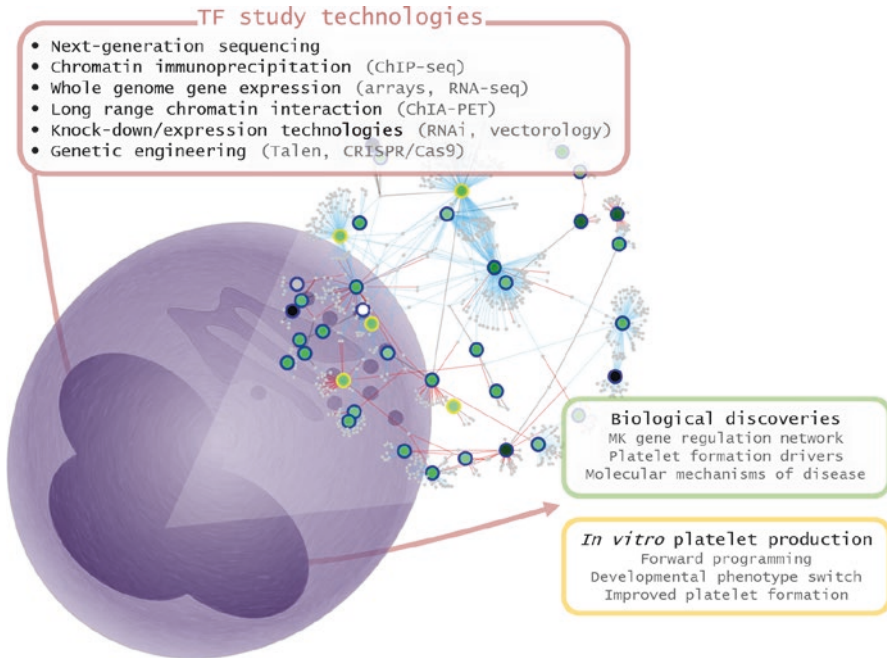 TF study technologies
• Next-generation sequencing
• Chromatin immunoprecipitation (ChIP-seq)
• Whole genome gene expression (arrays, RNA-seq)
• Long range chromatin interaction (ChIA-PET)
• Knock-down/expression technologies (RNAi, vectorology)
• Genetic engineering (Talen, CRISPR/Cas9)
Biological discoveries
MK gene regulation network
Platelet formation drivers
Molecular mechanisms of disease
In vitro platelet production
Forward programming
Developmental phenotype switch
Improved platelet formation